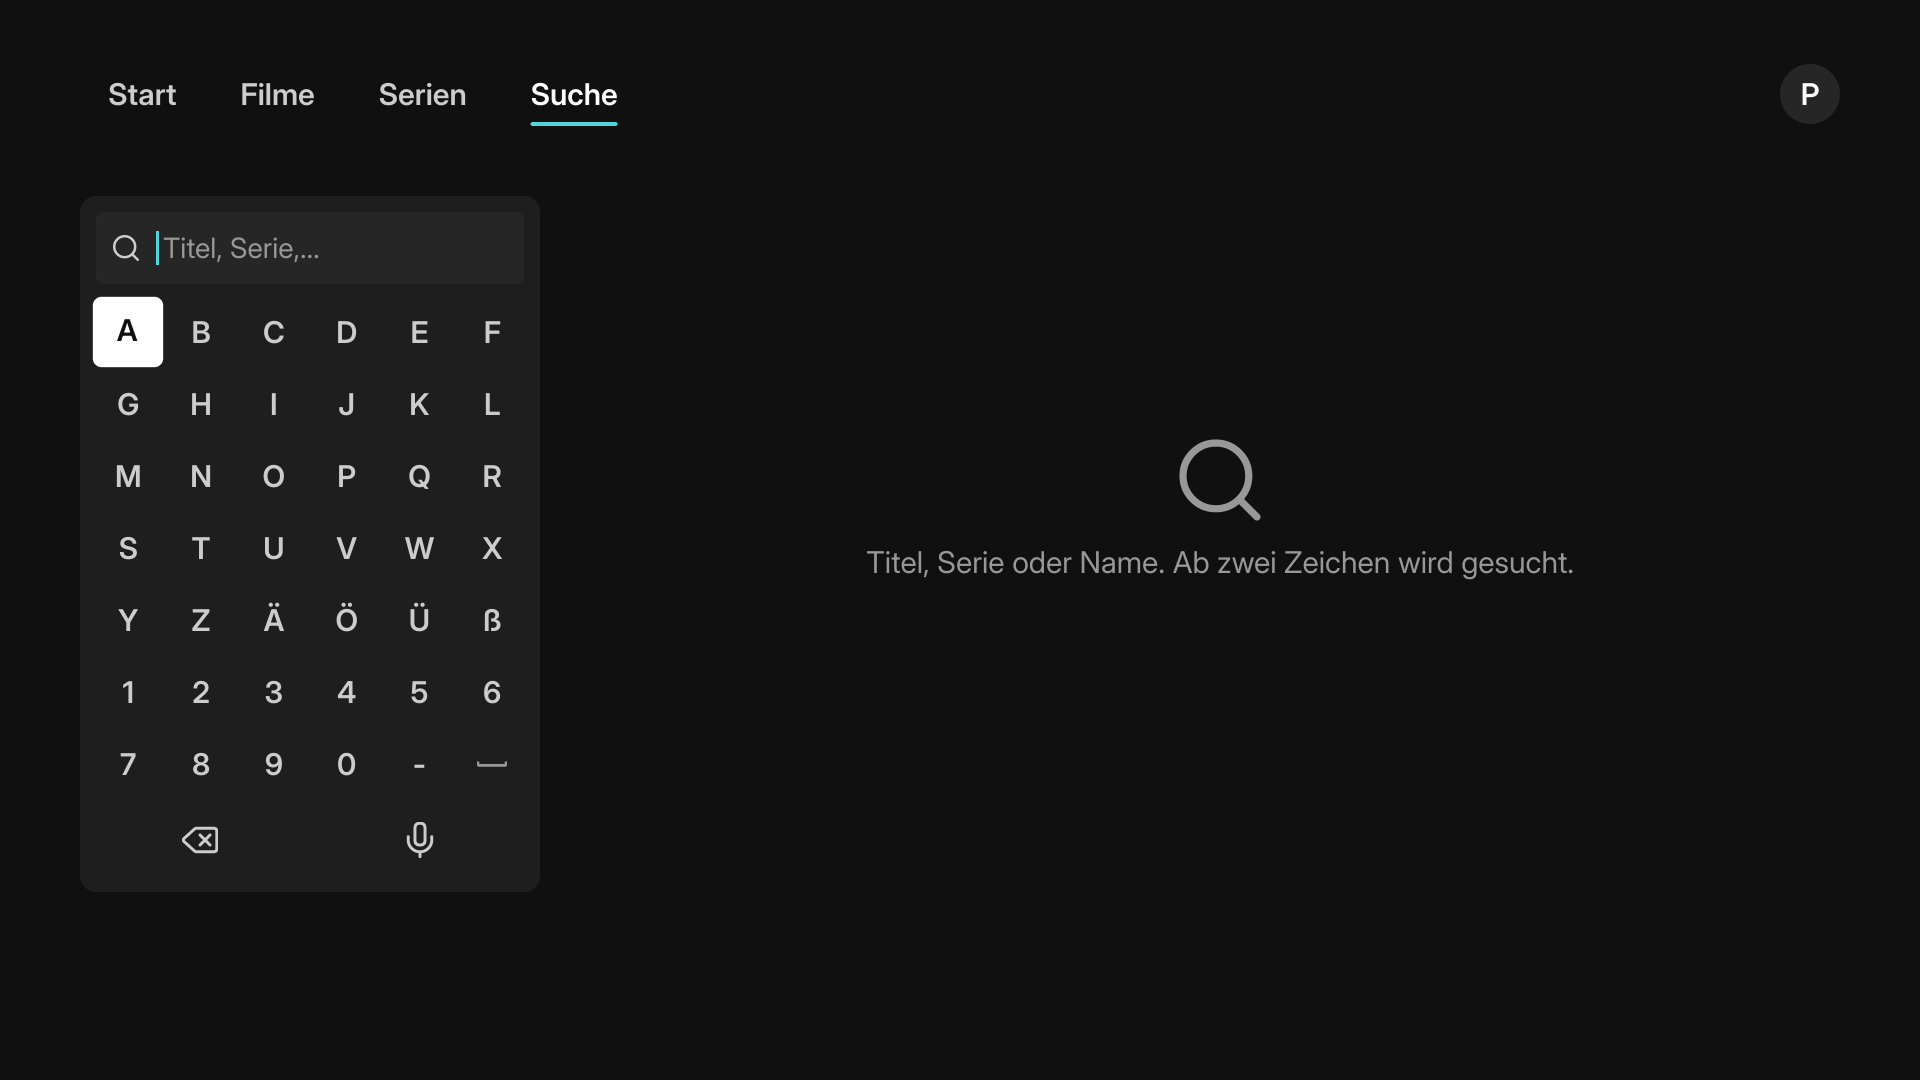 Start Filme Serien Suche P
Titel, Serie,...
A B C D E F
G H I J K L
M N O P Q R
S T U V W X
Y Z Ä Ö Ü ß
1 2 3 4 5 6
7 8 9 0 -
Titel, Serie oder Name. Ab zwei Zeichen wird gesucht.